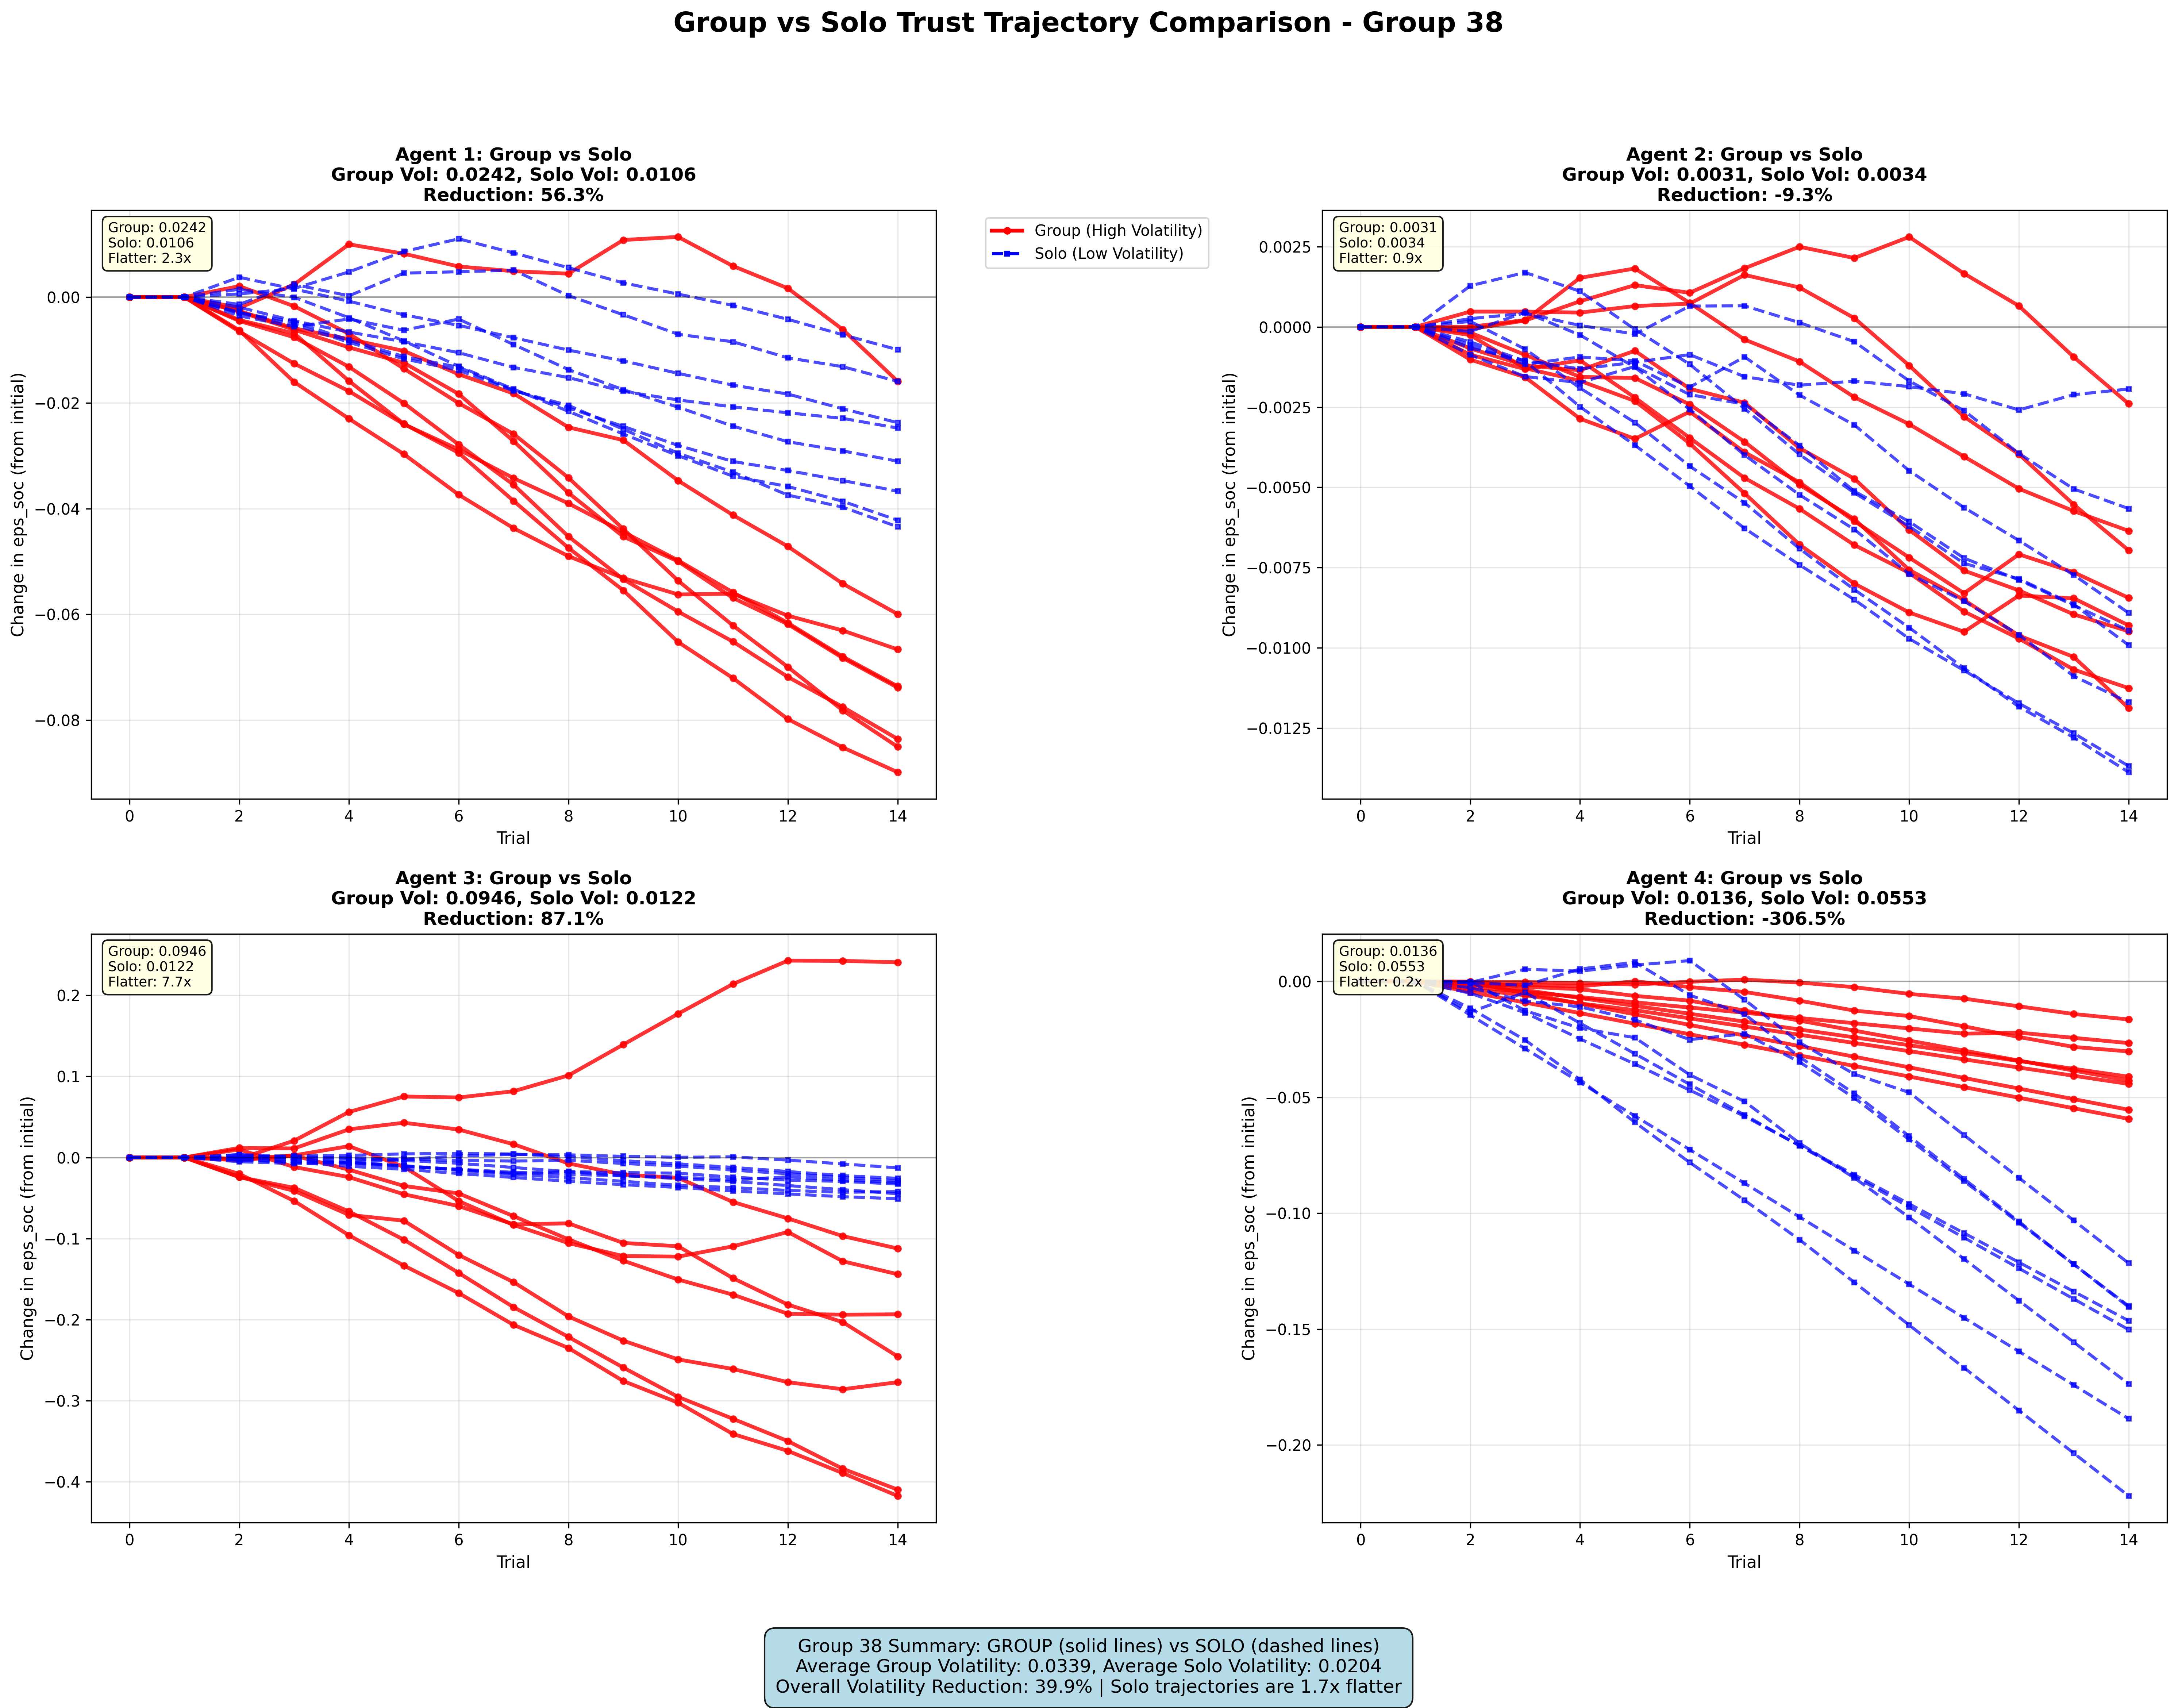 Group vs Solo Trust Trajectory Comparison - Group 38
Agent 1: Group vs Solo
Group Vol: 0.0242, Solo Vol: 0.0106
Reduction: 56.3%
Group: 0.0242
Solo: 0.0106
Flatter: 2.3x
0.00
−0.02
−0.04
−0.06
−0.08
Change in eps_soc (from initial)
0 2 4 6 8 10 12 14
Trial
Group (High Volatility)
Solo (Low Volatility)
Agent 2: Group vs Solo
Group Vol: 0.0031, Solo Vol: 0.0034
Reduction: -9.3%
Group: 0.0031
Solo: 0.0034
Flatter: 0.9x
0.0025
0.0000
−0.0025
−0.0050
−0.0075
−0.0100
−0.0125
Change in eps_soc (from initial)
0 2 4 6 8 10 12 14
Trial
Agent 3: Group vs Solo
Group Vol: 0.0946, Solo Vol: 0.0122
Reduction: 87.1%
Group: 0.0946
Solo: 0.0122
Flatter: 7.7x
0.2
0.1
0.0
−0.1
−0.2
−0.3
−0.4
Change in eps_soc (from initial)
0 2 4 6 8 10 12 14
Trial
Agent 4: Group vs Solo
Group Vol: 0.0136, Solo Vol: 0.0553
Reduction: -306.5%
Group: 0.0136
Solo: 0.0553
Flatter: 0.2x
0.00
−0.05
−0.10
−0.15
−0.20
Change in eps_soc (from initial)
0 2 4 6 8 10 12 14
Trial
Group 38 Summary: GROUP (solid lines) vs SOLO (dashed lines)
Average Group Volatility: 0.0339, Average Solo Volatility: 0.0204
Overall Volatility Reduction: 39.9% | Solo trajectories are 1.7x flatter